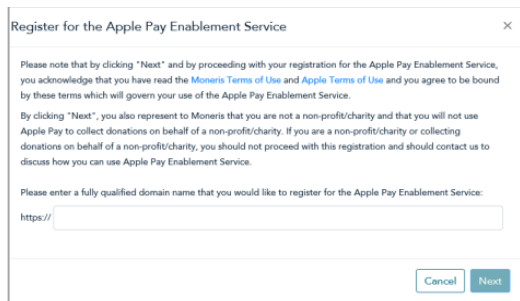 Register for the Apple Pay Enablement Service
Please note that by clicking "Next" and by proceeding with your registration for the Apple Pay Enablement Service,
you acknowledge that you have read the Moneris Terms of Use and Apple Terms of Use and you agree to be bound
by these terms which will govern your use of the Apple Pay Enablement Service.
By clicking "Next", you also represent to Moneris that you are not a non-profit/charity and that you will not use
Apple Pay to collect donations on behalf of a non-profit/charity. If you are a non-profit/charity or collecting
donations on behalf of a non-profit/charity, you should not proceed with this registration and should contact us to
discuss how you can use Apple Pay Enablement Service.
Please enter a fully qualified domain name that you would like to register for the Apple Pay Enablement Service:
https://
Cancel Next